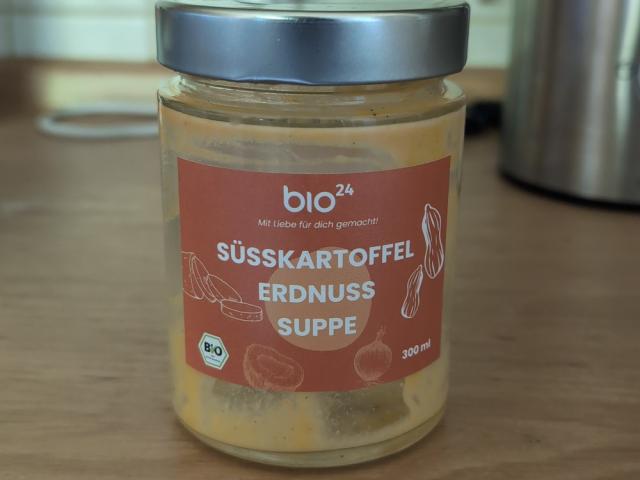 bio24
Mit Liebe für dich gemacht!
SÜSSKARTOFFEL
ERDNUSS
SUPPE
BIO
300 ml